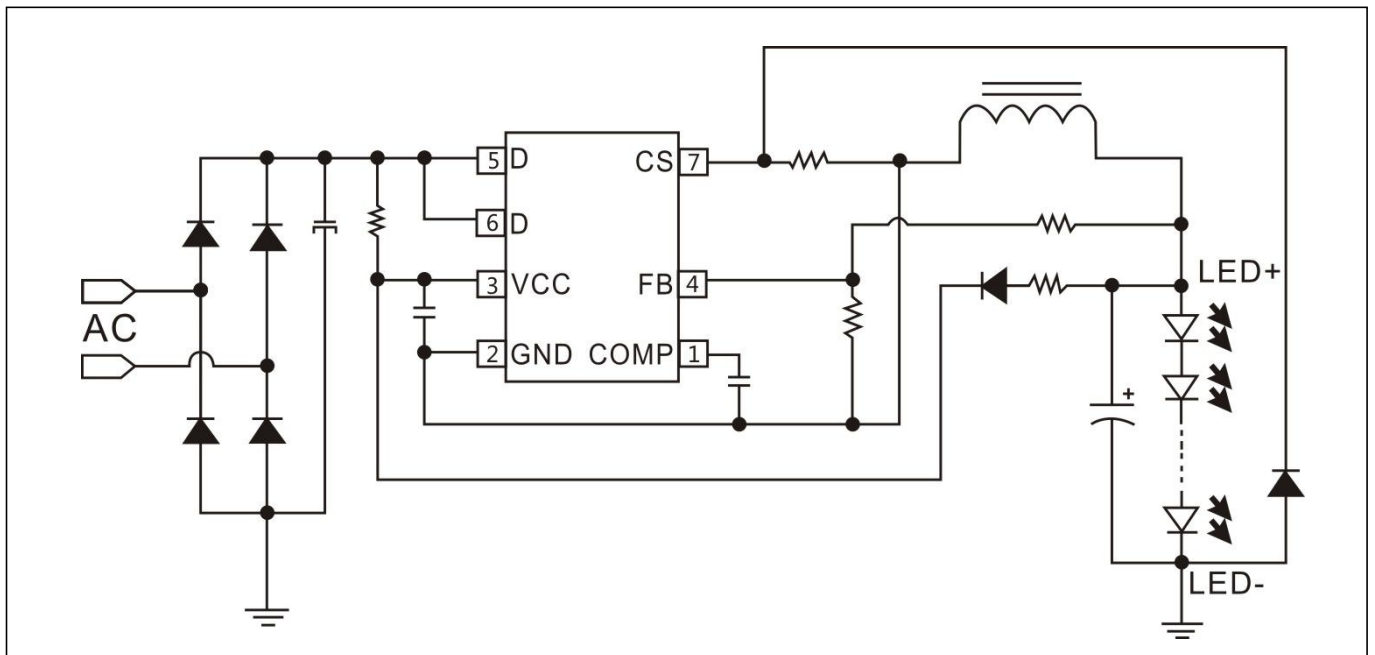 5 D
CS 7
6 D
AC
3 VCC
FB 4
LED+
2 GND
COMP 1
+
LED-